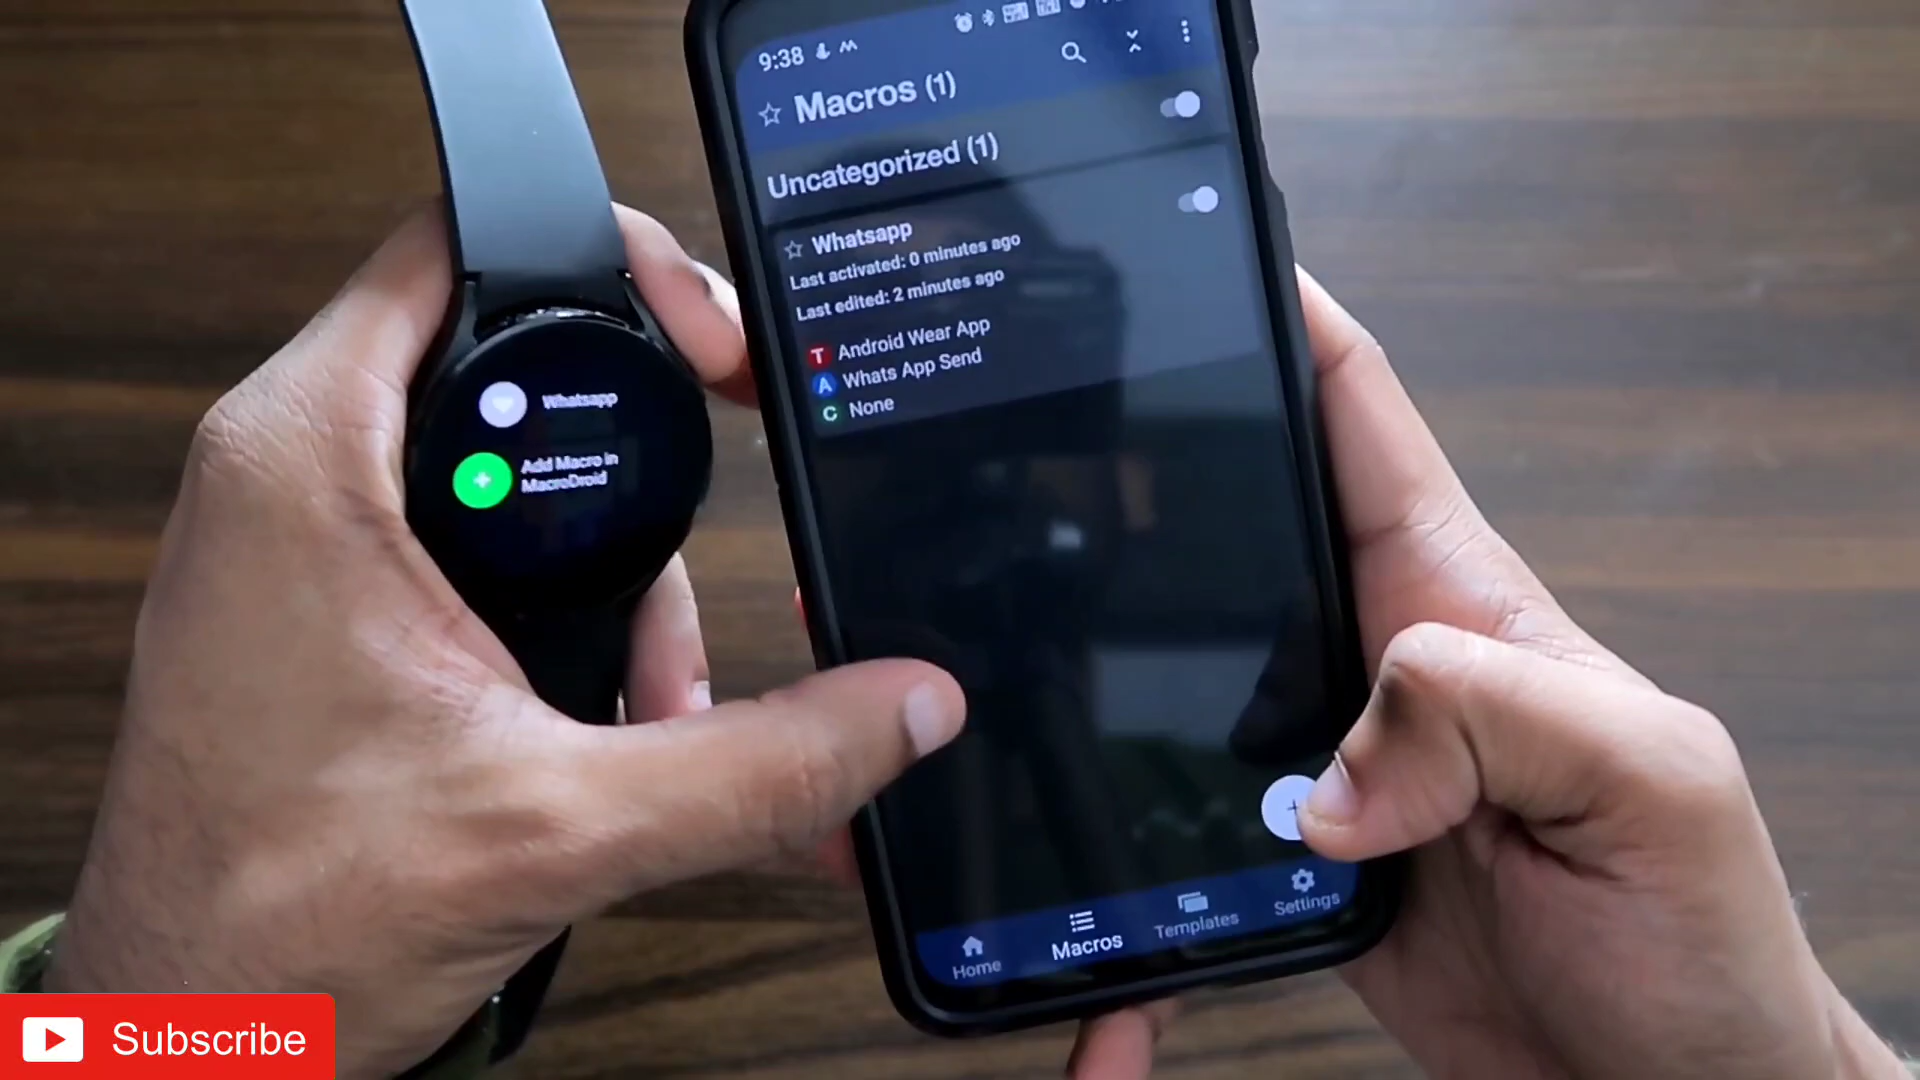 9:38
Macros (1)
Uncategorized (1)
Whatsapp
Last activated: 0 minutes ago
Last edited: 2 minutes ago
T Android Wear App
A Whats App Send
C None
Whatsapp
Add Macro in
MacroDroid
Home
Macros
Templates
Settings
Subscribe